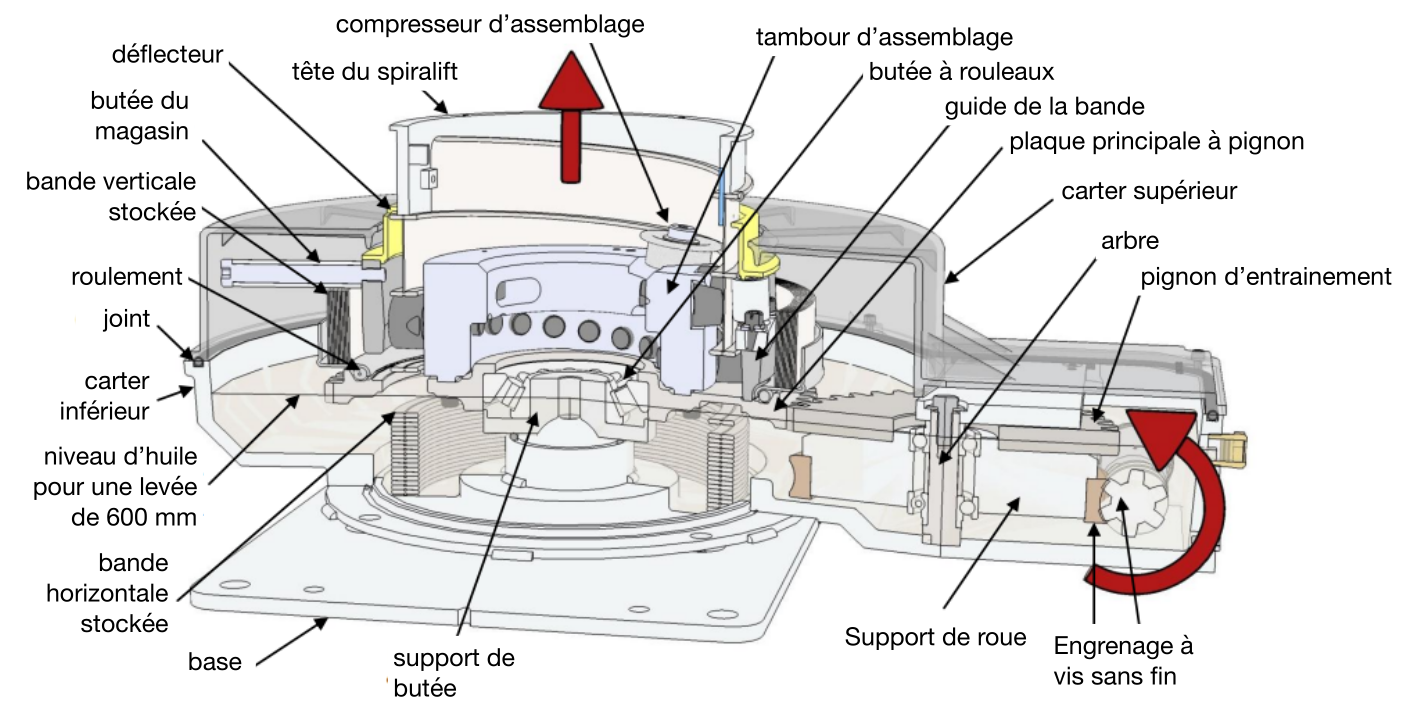 compresseur d’assemblage
déflecteur
tête du spiralift
butée du
magasin
bande verticale
stockée
roulement
joint
carter
inférieur
niveau d’huile
pour une levée
de 600 mm
bande
horizontale
stockée
base
support de
butée
tambour d’assemblage
butée à rouleaux
guide de la bande
plaque principale à pignon
carter supérieur
arbre
pignon d’entrainement
Support de roue
Engrenage à
vis sans fin